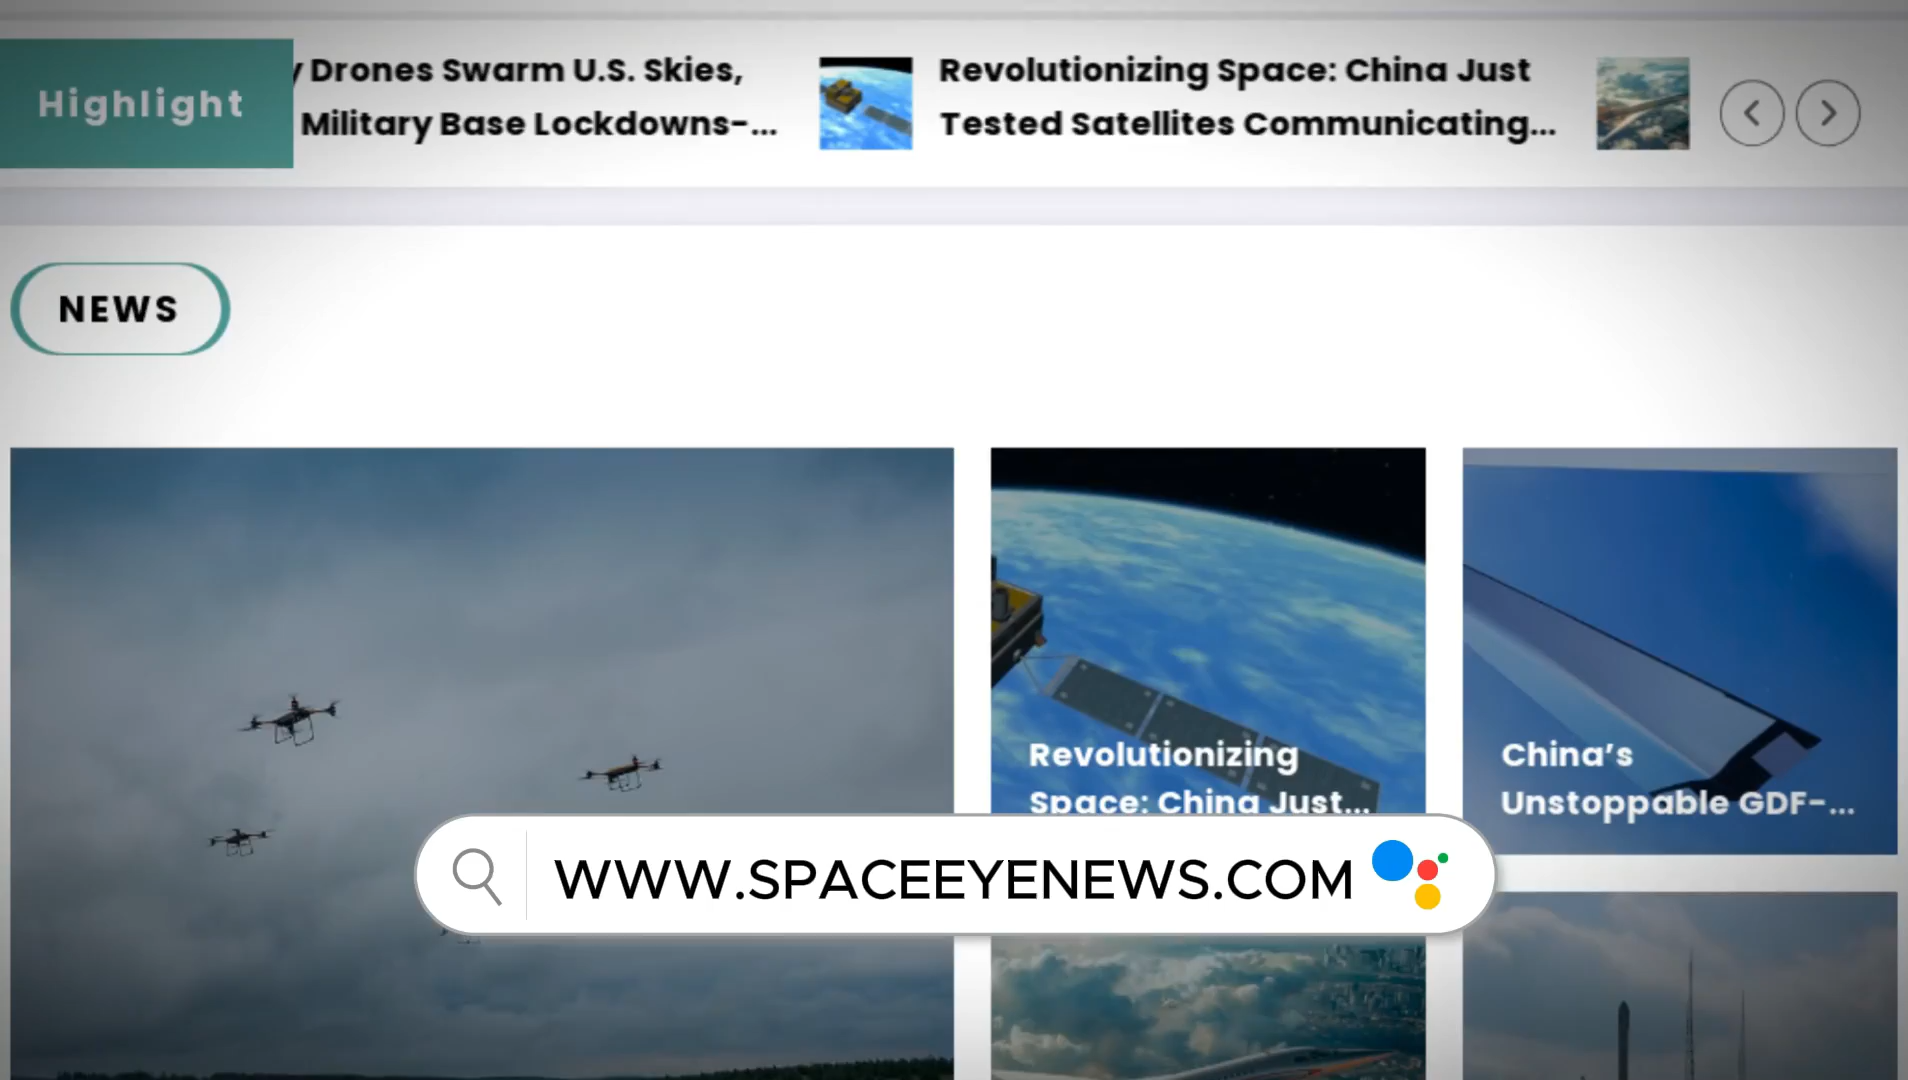 Highlight
Drones Swarm U.S. Skies,
Military Base Lockdowns-...
Revolutionizing Space: China Just
Tested Satellites Communicating...
NEWS
Revolutionizing
Space: China Just...
China’s
Unstoppable GDF-...
WWW.SPACEEYENEWS.COM